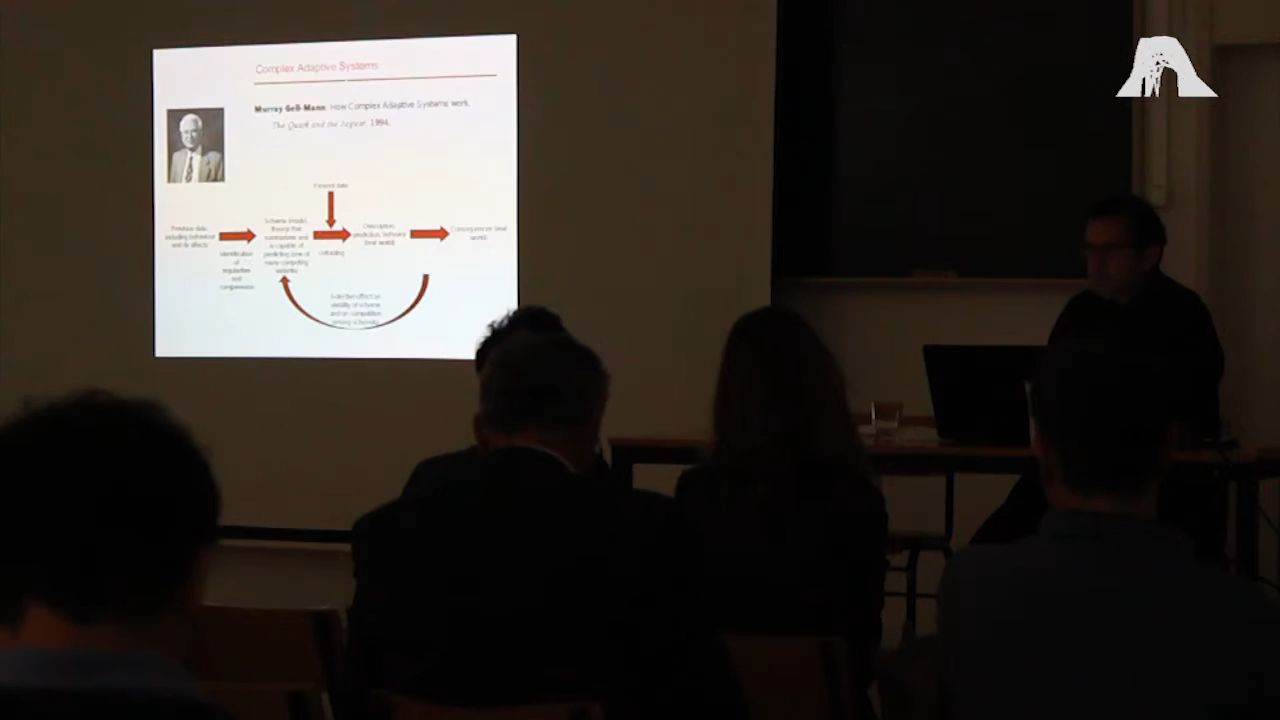 Complex Adaptive Systems
Murray Gell-Mann: How Complex Adaptive Systems work.
The Quark and the Jaguar, 1994.
Present data
Previous data,
including behaviour
and its effects
Identification
of
regularities
and
compression
Schema (model,
theory) that
summarizes and
is capable of
predicting (one of
many competing
variants)
Unfolding
Description,
prediction, behavior
(real world)
Consequences (real
world)
Selective effect on
viability of schema
and on competition
among schemata